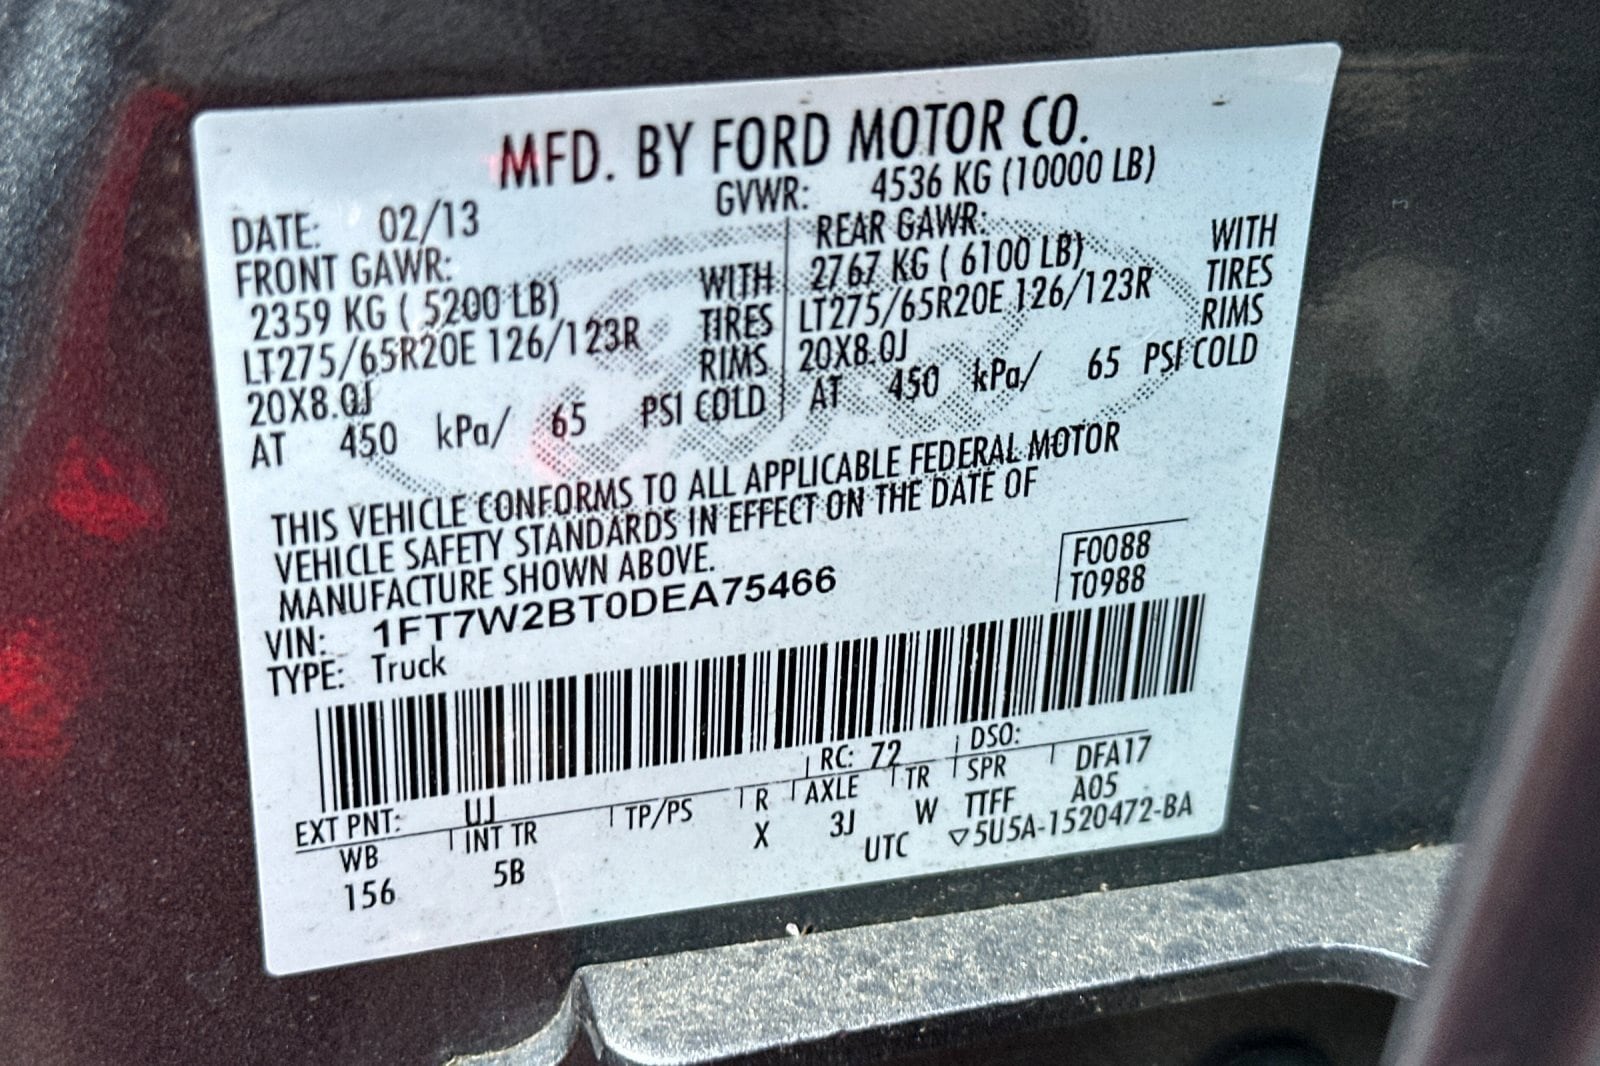 MFD. BY FORD MOTOR CO.
DATE: 02/13 GVWR: 4536 KG (10000 LB)
FRONT GAWR:
2359 KG ( 5200 LB) WITH
LT275/65R20E 126/123R TIRES
20X8.0J RIMS
AT 450 kPa/ 65 PSI COLD
REAR GAWR: WITH
2767 KG ( 6100 LB) TIRES
LT275/65R20E 126/123R RIMS
20X8.0J
AT 450 kPa/ 65 PSI COLD
THIS VEHICLE CONFORMS TO ALL APPLICABLE FEDERAL MOTOR
VEHICLE SAFETY STANDARDS IN EFFECT ON THE DATE OF
MANUFACTURE SHOWN ABOVE.
VIN: 1FT7W2BT0DEA75466
TYPE: Truck
F0088
T0988
EXT PNT: UJ RC: 72 DSO:
WB INT TR TP/PS R AXLE TR SPR DFA17
156 5B X 3J W TTFF A05
UTC ▽5U5A-1520472-BA